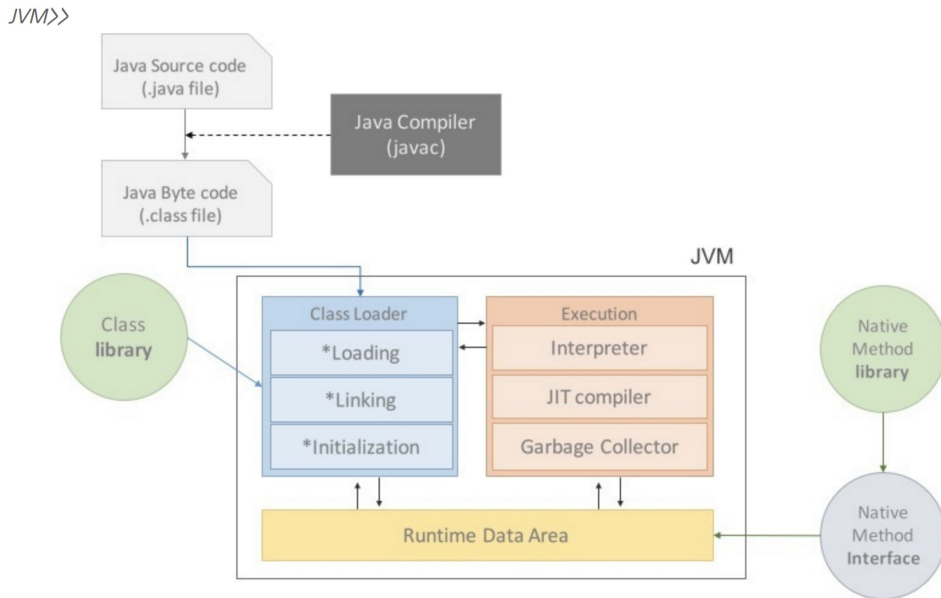 JVM>>
Java Source code
(.java file)
Java Compiler
(javac)
Java Byte code
(.class file)
JVM
Class
library
Class Loader
*Loading
*Linking
*Initialization
Execution
Interpreter
JIT compiler
Garbage Collector
Native
Method
library
Runtime Data Area
Native
Method
Interface